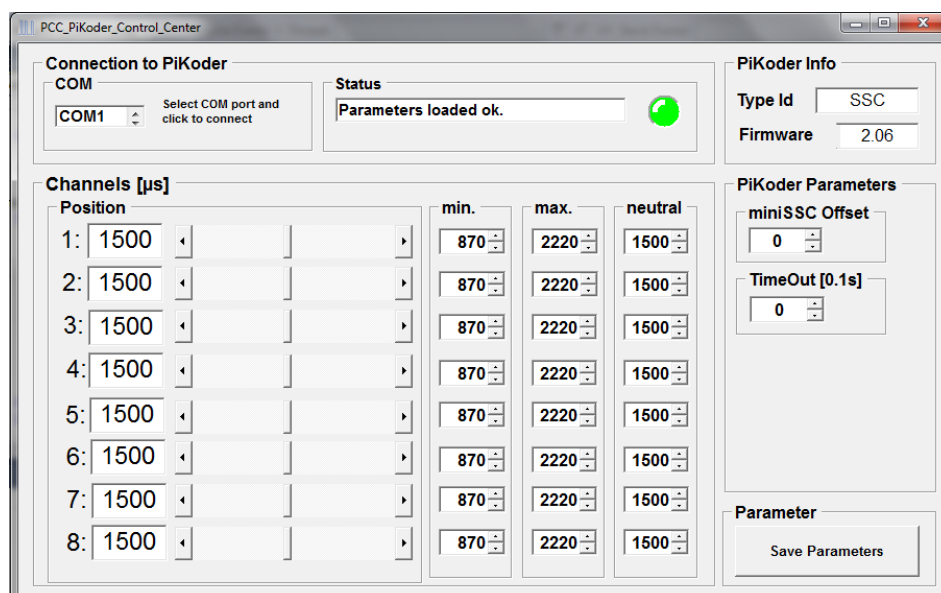 PCC_PiKoder_Control_Center
Connection to PiKoder
COM
COM1
Select COM port and
click to connect
Status
Parameters loaded ok.
PiKoder Info
Type Id SSC
Firmware 2.06
Channels [µs]
Position min. max. neutral
1: 1500 870 2220 1500
2: 1500 870 2220 1500
3: 1500 870 2220 1500
4: 1500 870 2220 1500
5: 1500 870 2220 1500
6: 1500 870 2220 1500
7: 1500 870 2220 1500
8: 1500 870 2220 1500
PiKoder Parameters
miniSSC Offset
0
TimeOut [0.1s]
0
Parameter
Save Parameters